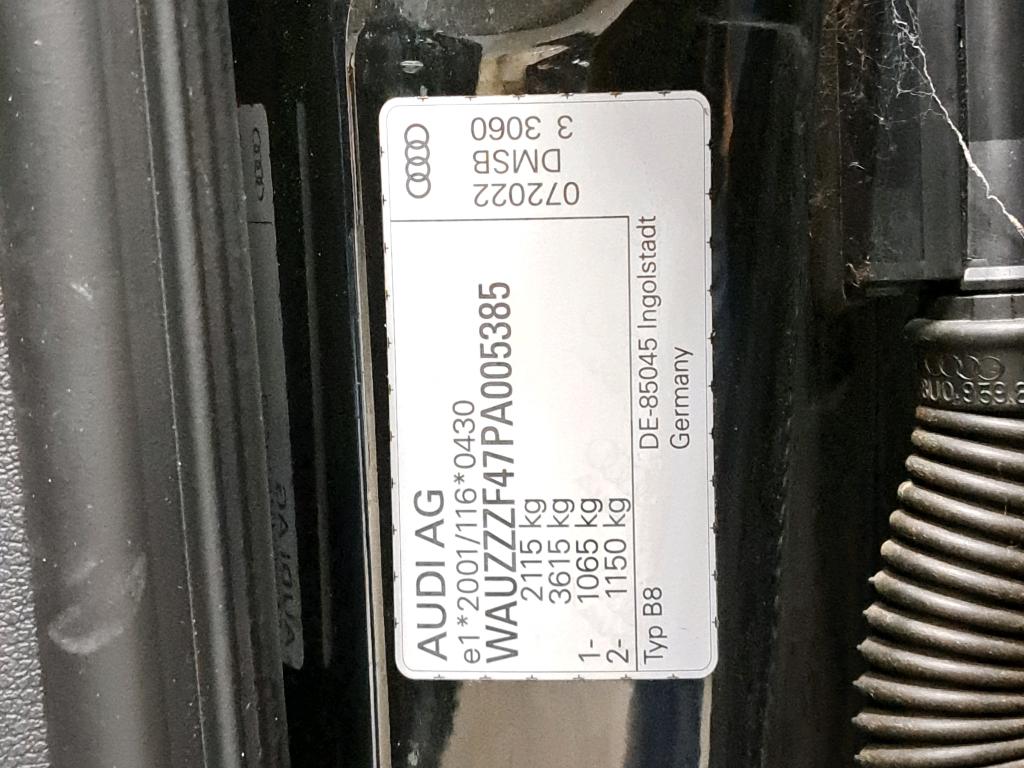 AUDI AG
e1*2001/116*0430
WAUZZZF47PA005385
2115 kg
3615 kg
1- 1065 kg
2- 1150 kg
Typ B8
DE-85045 Ingolstadt
Germany
072022
DMSB
3 3060